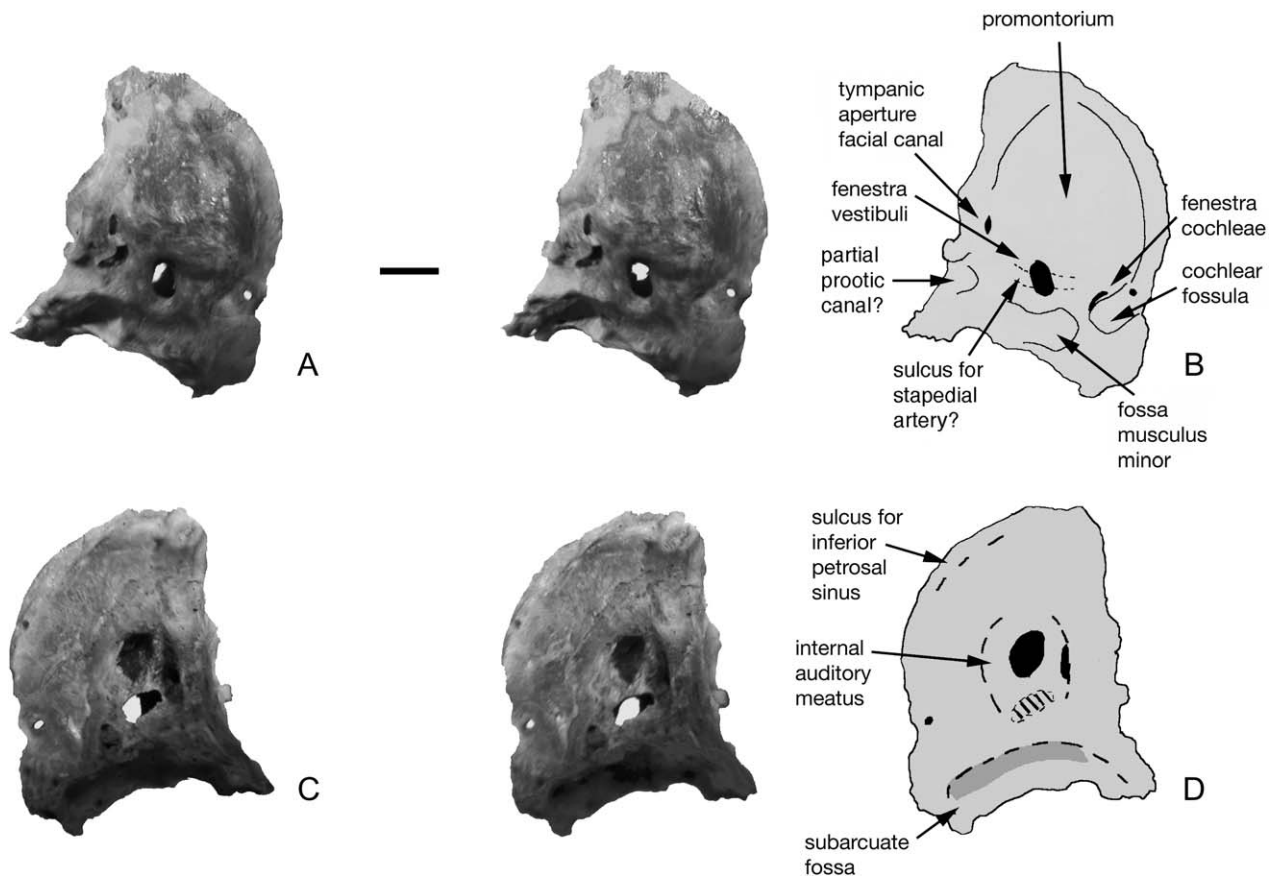 promontorium
tympanic
aperture
facial canal
fenestra
vestibuli
partial
prootic
canal?
sulcus for
stapedial
artery?
fossa
musculus
minor
fenestra
cochleae
cochlear
fossula
A
B
sulcus for
inferior
petrosal
sinus
internal
auditory
meatus
subarcuate
fossa
C
D